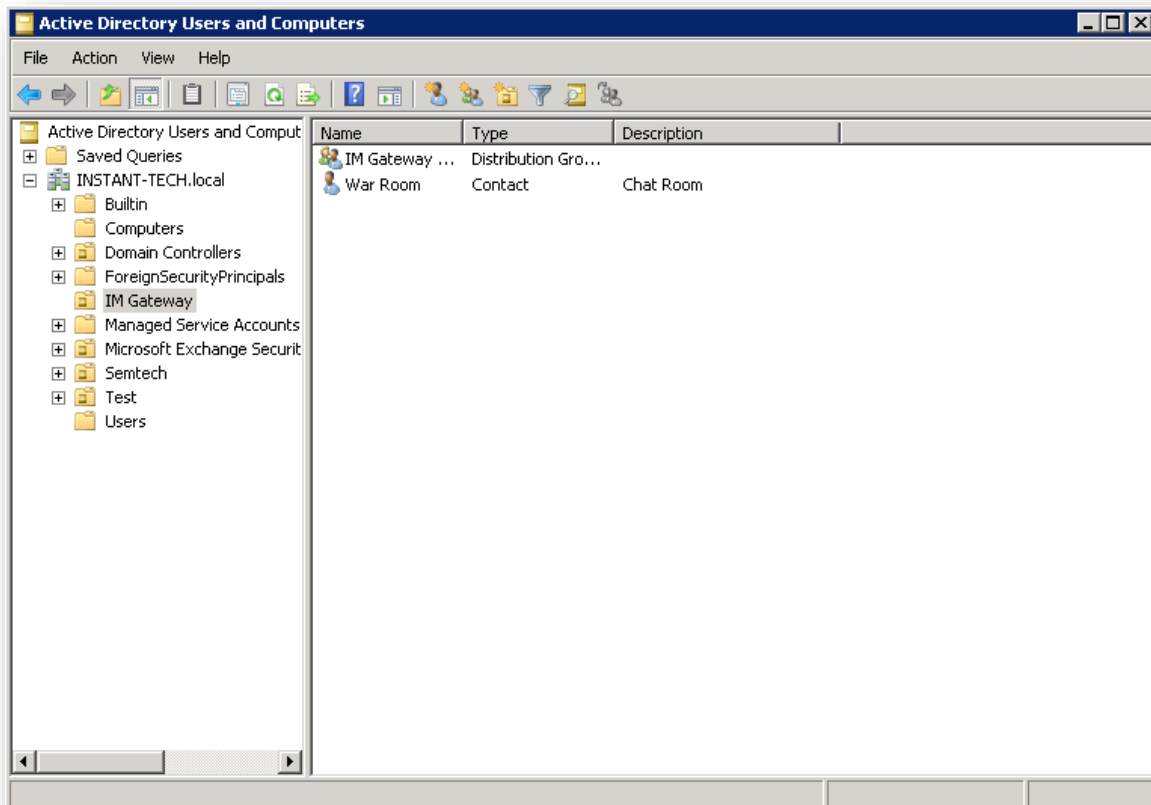 Active Directory Users and Computers
File Action View Help
Active Directory Users and Comput
Saved Queries
INSTANT-TECH.local
Builtin
Computers
Domain Controllers
ForeignSecurityPrincipals
IM Gateway
Managed Service Accounts
Microsoft Exchange Securit
Semtech
Test
Users
Name Type Description
IM Gateway ... Distribution Gro...
War Room Contact Chat Room